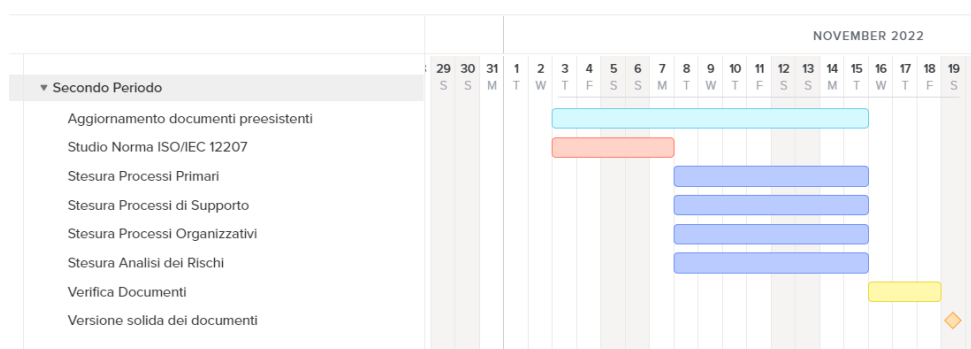 NOVEMBER 2022
29 30 31 1 2 3 4 5 6 7 8 9 10 11 12 13 14 15 16 17 18 19
S S M T W T F S S M T W T F S S M T W T F S
▼ Secondo Periodo
Aggiornamento documenti preesistenti
Studio Norma ISO/IEC 12207
Stesura Processi Primari
Stesura Processi di Supporto
Stesura Processi Organizzativi
Stesura Analisi dei Rischi
Verifica Documenti
Versione solida dei documenti